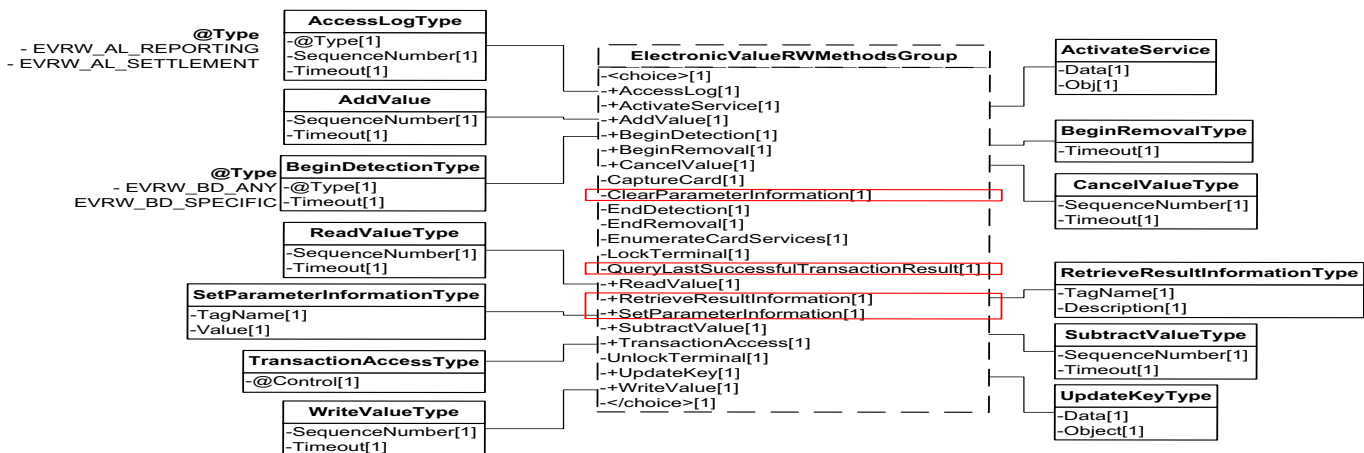 @Type
- EVRW_AL_REPORTING
- EVRW_AL_SETTLEMENT
AccessLogType
-@Type[1]
-SequenceNumber[1]
-Timeout[1]
AddValue
-SequenceNumber[1]
-Timeout[1]
@Type
- EVRW_BD_ANY
EVRW_BD_SPECIFIC
BeginDetectionType
-@Type[1]
-Timeout[1]
ReadValueType
-SequenceNumber[1]
-Timeout[1]
SetParameterInformationType
-TagName[1]
-Value[1]
TransactionAccessType
-@Control[1]
WriteValueType
-SequenceNumber[1]
-Timeout[1]
ElectronicValueRWMethodsGroup
-<choice>[1]
-+AccessLog[1]
-+ActivateService[1]
-+AddValue[1]
-+BeginDetection[1]
-+BeginRemoval[1]
-+CancelValue[1]
-CaptureCard[1]
-ClearParameterInformation[1]
-EndDetection[1]
-EndRemoval[1]
-EnumerateCardServices[1]
-LockTerminal[1]
-QueryLastSuccessfulTransactionResult[1]
-+ReadValue[1]
-+RetrieveResultInformation[1]
-+SetParameterInformation[1]
-+SubtractValue[1]
-+TransactionAccess[1]
-UnlockTerminal[1]
-+UpdateKey[1]
-+WriteValue[1]
-</choice>[1]
ActivateService
-Data[1]
-Obj[1]
BeginRemovalType
-Timeout[1]
CancelValueType
-SequenceNumber[1]
-Timeout[1]
RetrieveResultInformationType
-TagName[1]
-Description[1]
SubtractValueType
-SequenceNumber[1]
-Timeout[1]
UpdateKeyType
-Data[1]
-Object[1]